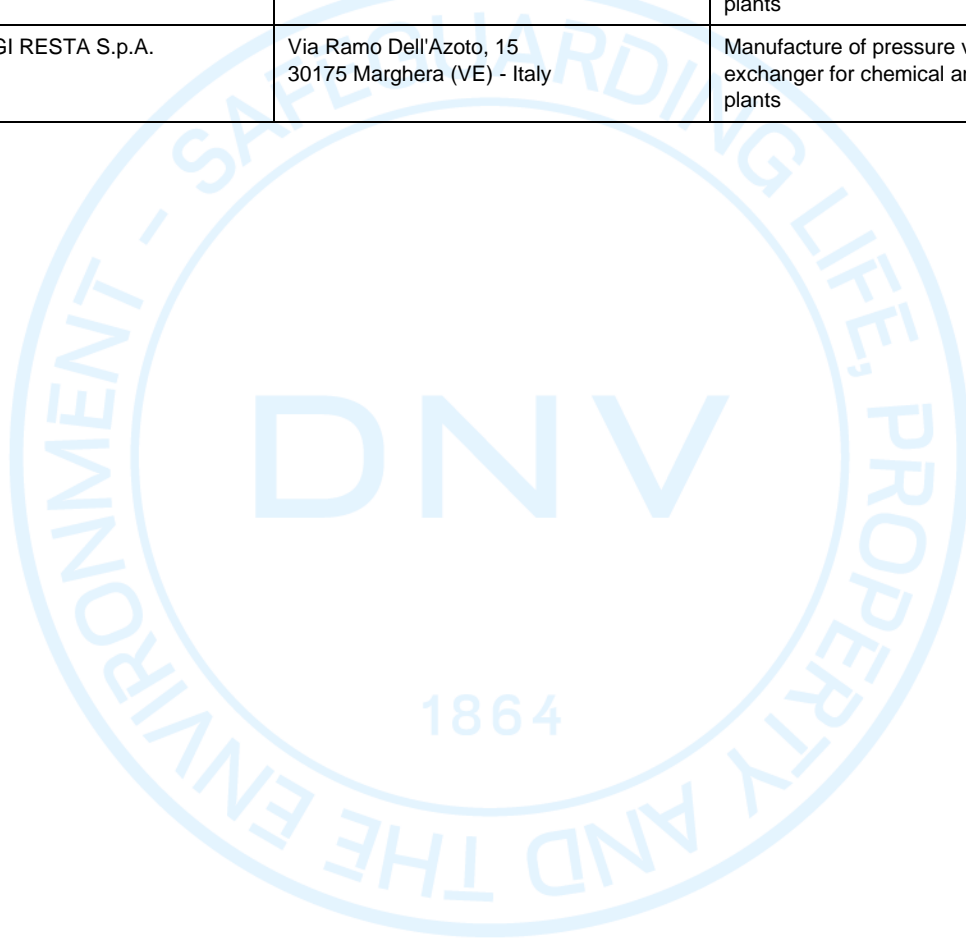 plants
GI RESTA S.p.A.
Via Ramo Dell'Azoto, 15
30175 Marghera (VE) - Italy
Manufacture of pressure
exchanger for chemical
plants
SAFEGUARDING LIFE, PROPERTY AND THE ENVIRONMENT -
DNV
1864